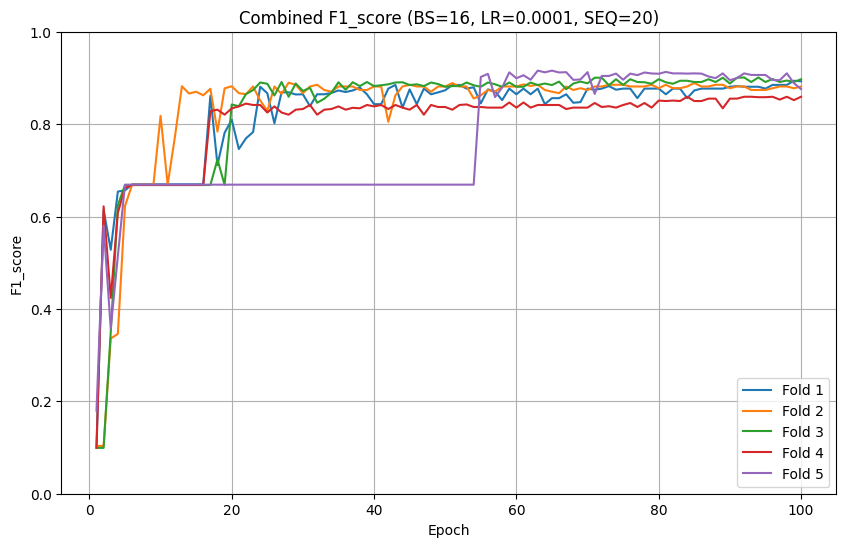 Combined F1_score (BS=16, LR=0.0001, SEQ=20)
F1_score
1.0
0.8
0.6
0.4
0.2
0.0
0 20 40 60 80 100
Epoch
Fold 1
Fold 2
Fold 3
Fold 4
Fold 5